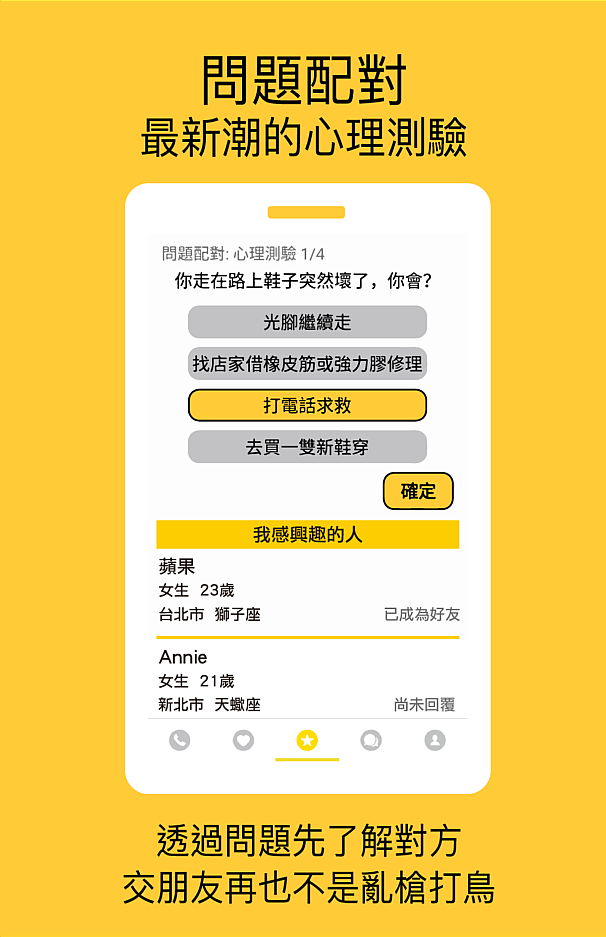 問題配對
最新潮的心理測驗
問題配對: 心理測驗 1/4
你走在路上鞋子突然壞了，你會?
光腳繼續走
找店家借橡皮筋或強力膠修理
打電話求救
去買一雙新鞋穿
確定
我感興趣的人
蘋果
女生 23歲
台北市 獅子座 已成為好友
Annie
女生 21歲
新北市 天蠍座 尚未回覆
透過問題先了解對方
交朋友再也不是亂槍打鳥